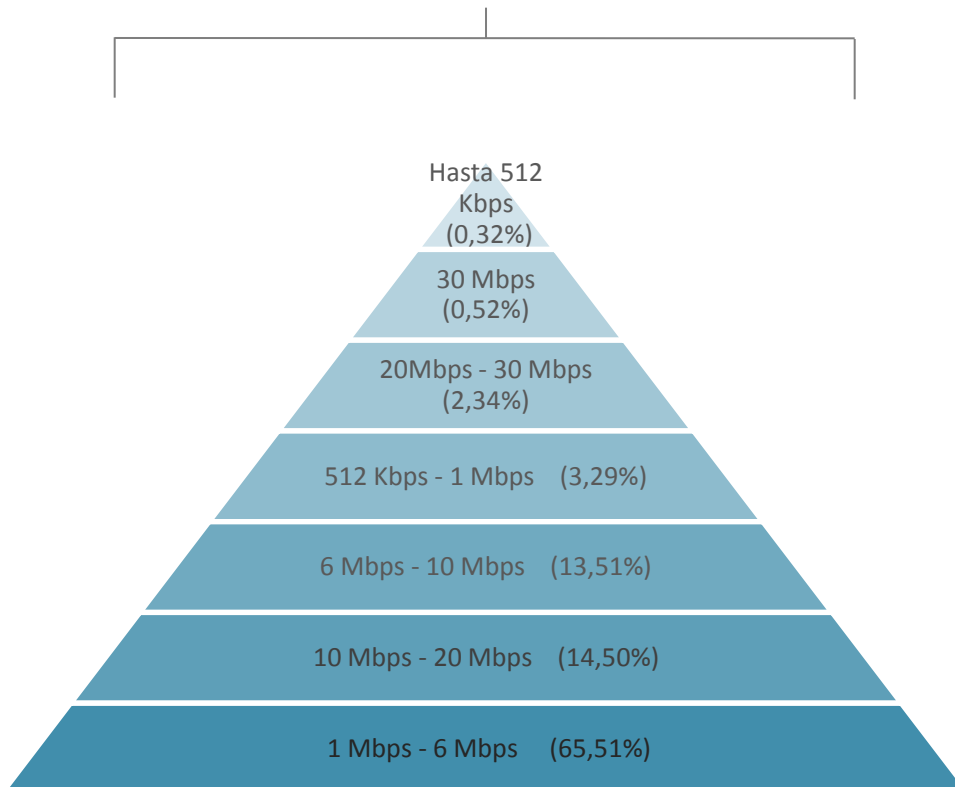 Hasta 512
Kbps
(0,32%)
30 Mbps
(0,52%)
20Mbps - 30 Mbps
(2,34%)
512 Kbps - 1 Mbps (3,29%)
6 Mbps - 10 Mbps (13,51%)
10 Mbps - 20 Mbps (14,50%)
1 Mbps - 6 Mbps (65,51%)